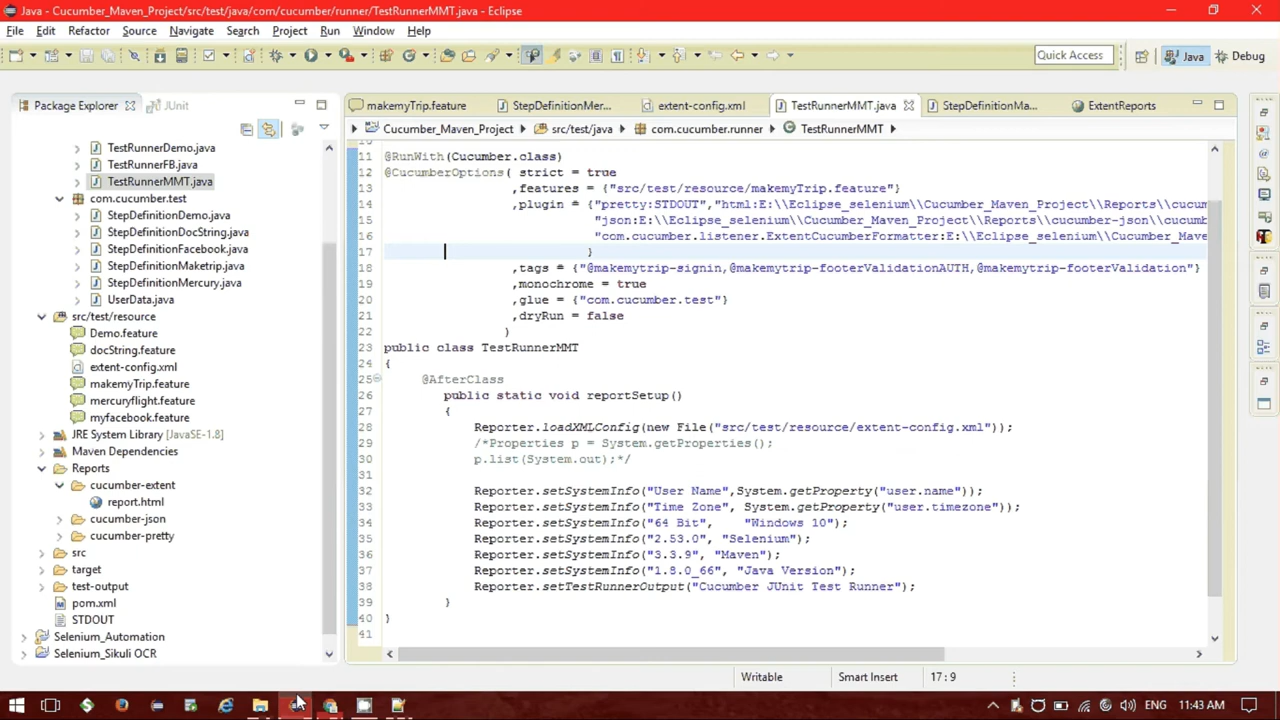 Java - Cucumber_Maven_Project/src/test/java/com/cucumber/runner/TestRunnerMMT.java - Eclipse
File Edit Refactor Source Navigate Search Project Run Window Help
Quick Access Java Debug
Package Explorer JUnit
makemyTrip.feature StepDefinitionMer... extent-config.xml TestRunnerMMT.java StepDefinitionMa... ExtentReports
Cucumber_Maven_Project src/test/java com.cucumber.runner TestRunnerMMT
TestRunnerDemo.java
TestRunnerFB.java
TestRunnerMMT.java
com.cucumber.test
StepDefinitionDemo.java
StepDefinitionDocString.java
StepDefinitionFacebook.java
StepDefinitionMaketrip.java
StepDefinitionMercury.java
UserData.java
src/test/resource
Demo.feature
docString.feature
extent-config.xml
makemyTrip.feature
mercuryflight.feature
myfacebook.feature
JRE System Library [JavaSE-1.8]
Maven Dependencies
Reports
cucumber-extent
report.html
cucumber-json
cucumber-pretty
src
target
test-output
pom.xml
STDOUT
Selenium_Automation
Selenium_Sikuli OCR
11 @RunWith(Cucumber.class)
12 @CucumberOptions( strict = true
13 ,features = {"src/test/resource/makemyTrip.feature"}
14 ,plugin = {"pretty:STDOUT","html:E:\\Eclipse_selenium\\Cucumber_Maven_Project\\Reports\\cucum
15 "json:E:\\Eclipse_selenium\\Cucumber_Maven_Project\\Reports\\cucumber-json\\cucumb
16 "com.cucumber.listener.ExtentCucumberFormatter:E:\\Eclipse_selenium\\Cucumber_Mave
17 }
18 ,tags = {"@makemytrip-signin,@makemytrip-footerValidationAUTH,@makemytrip-footerValidation"}
19 ,monochrome = true
20 ,glue = {"com.cucumber.test"}
21 ,dryRun = false
22 )
23 public class TestRunnerMMT
24 {
25 @AfterClass
26 public static void reportSetup()
27 {
28 Reporter.loadXMLConfig(new File("src/test/resource/extent-config.xml"));
29 /*Properties p = System.getProperties();
30 p.list(System.out);*/
31
32 Reporter.setSystemInfo("User Name",System.getProperty("user.name"));
33 Reporter.setSystemInfo("Time Zone", System.getProperty("user.timezone"));
34 Reporter.setSystemInfo("64 Bit", "Windows 10");
35 Reporter.setSystemInfo("2.53.0", "Selenium");
36 Reporter.setSystemInfo("3.3.9", "Maven");
37 Reporter.setSystemInfo("1.8.0_66", "Java Version");
38 Reporter.setTestRunnerOutput("Cucumber JUnit Test Runner");
39 }
40 }
41
Writable Smart Insert 17 : 9
ENG 11:43 AM